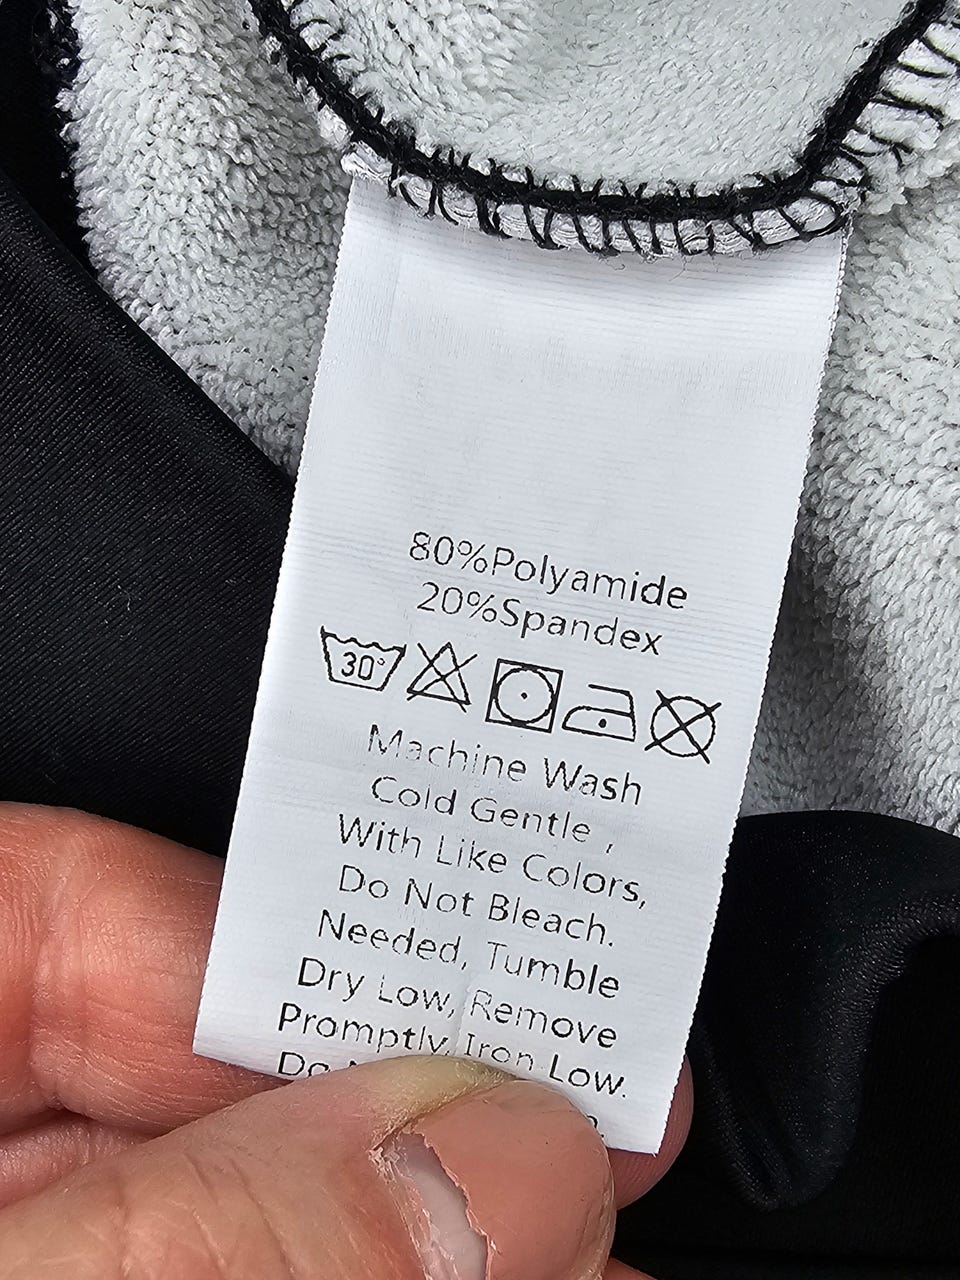 80%Polyamide
20%Spandex
30°
Machine Wash
Cold Gentle ,
With Like Colors,
Do Not Bleach.
Needed, Tumble
Dry Low, Remove
Promptly, Iron Low.
Do